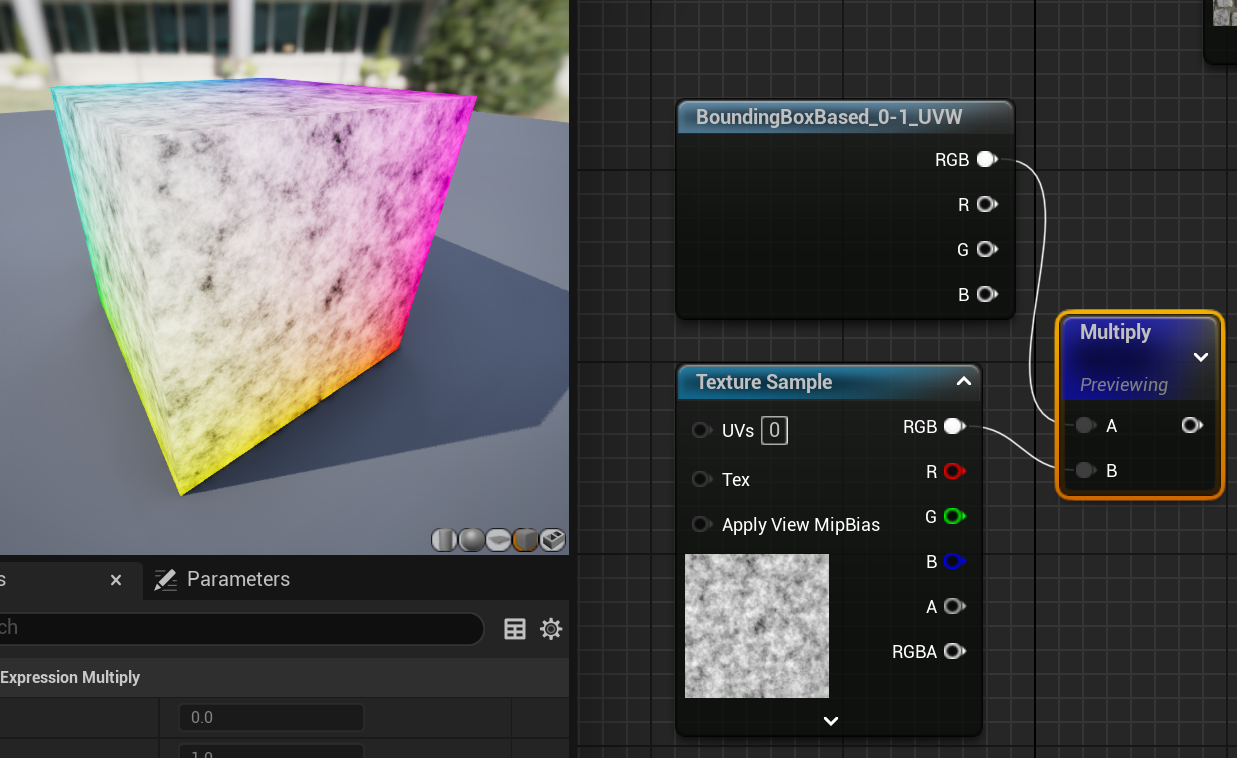 BoundingBoxBased_0-1_UVW
RGB
R
G
B
Multiply
Previewing
A
B
Texture Sample
UVs 0
RGB
Tex
R
Apply View MipBias
G
B
A
RGBA
s
Parameters
ch
Expression Multiply
0.0
1.0